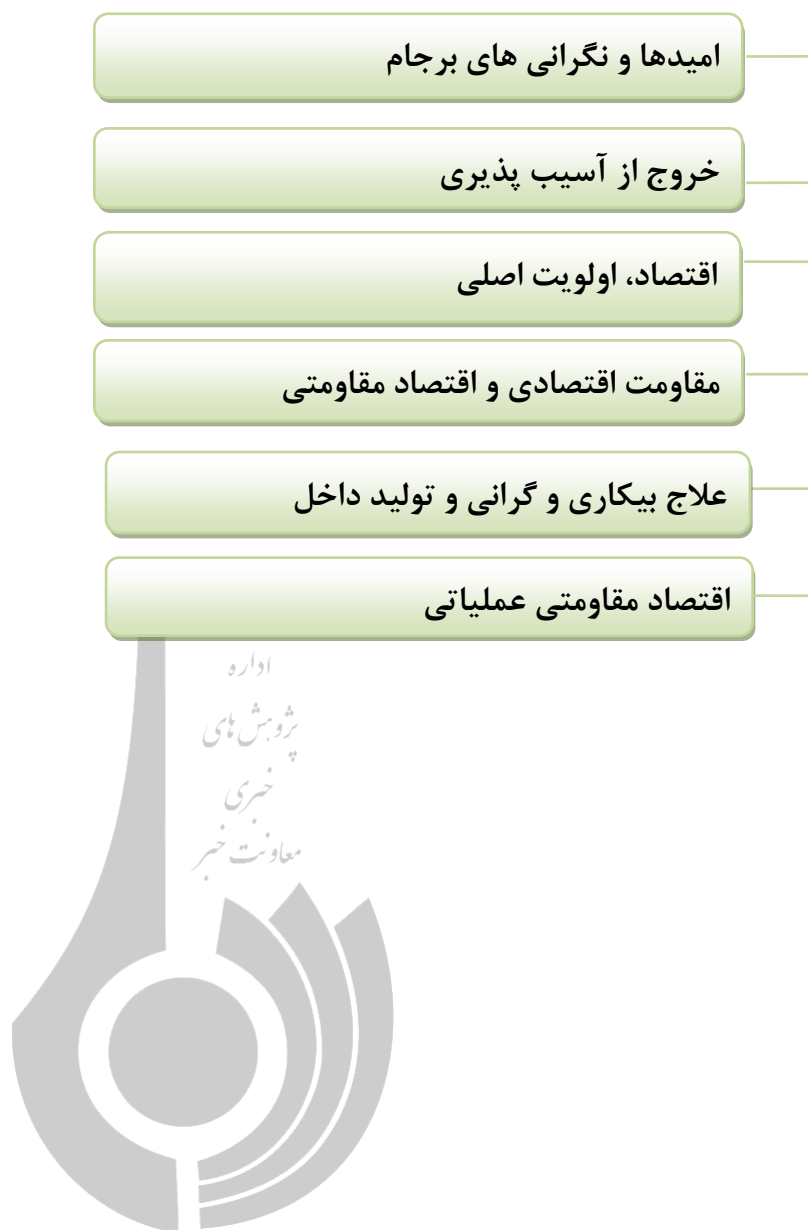 امیدها و نگرانی های برجام
خروج از آسیب پذیری
اقتصاد، اولویت اصلی
مقاومت اقتصادی و اقتصاد مقاومتی
علاج بیکاری و گرانی و تولید داخل
اقتصاد مقاومتی عملیاتی
اداره
پژوهش های
خبری
معاونت خبر